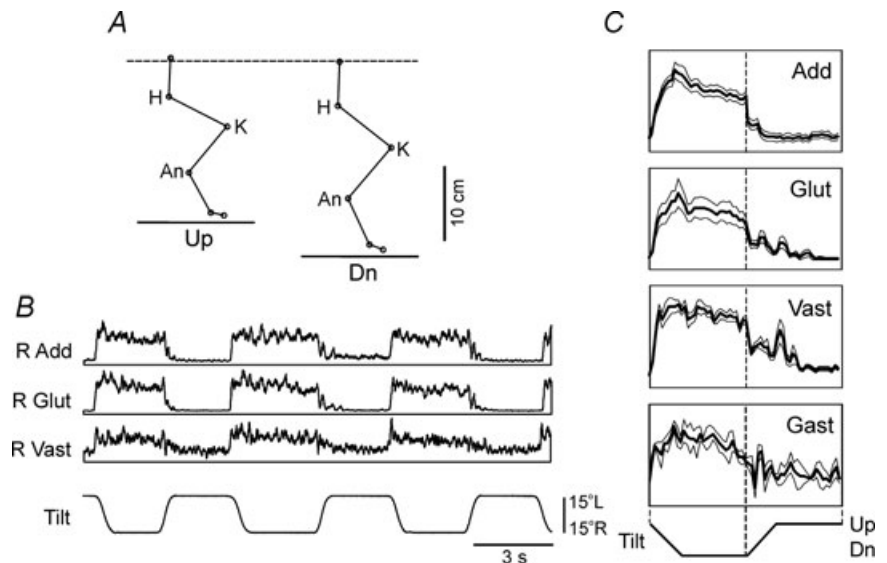 A
H
K
An
Up
H
K
An
Dn
10 cm
B
R Add
R Glut
R Vast
Tilt
15°L
15°R
3 s
C
Add
Glut
Vast
Gast
Tilt
Up
Dn